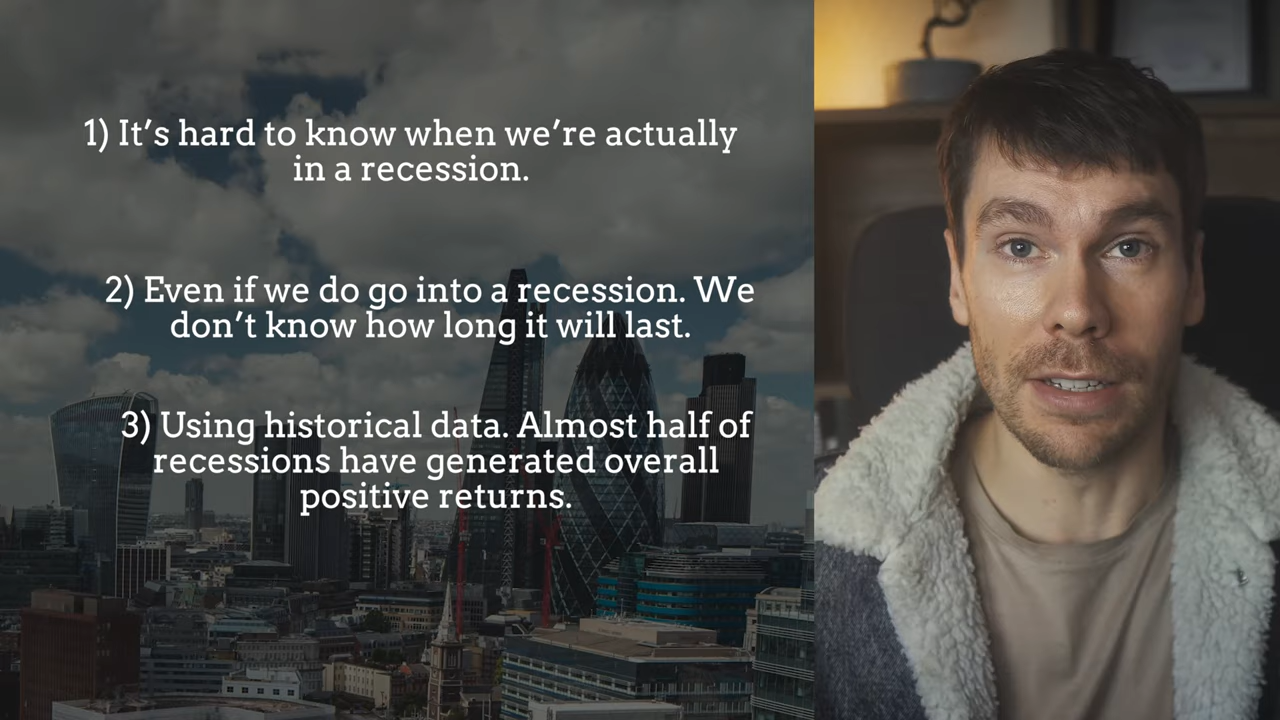 1) It’s hard to know when we’re actually
in a recession.
2) Even if we do go into a recession. We
don’t know how long it will last.
3) Using historical data. Almost half of
recessions have generated overall
positive returns.